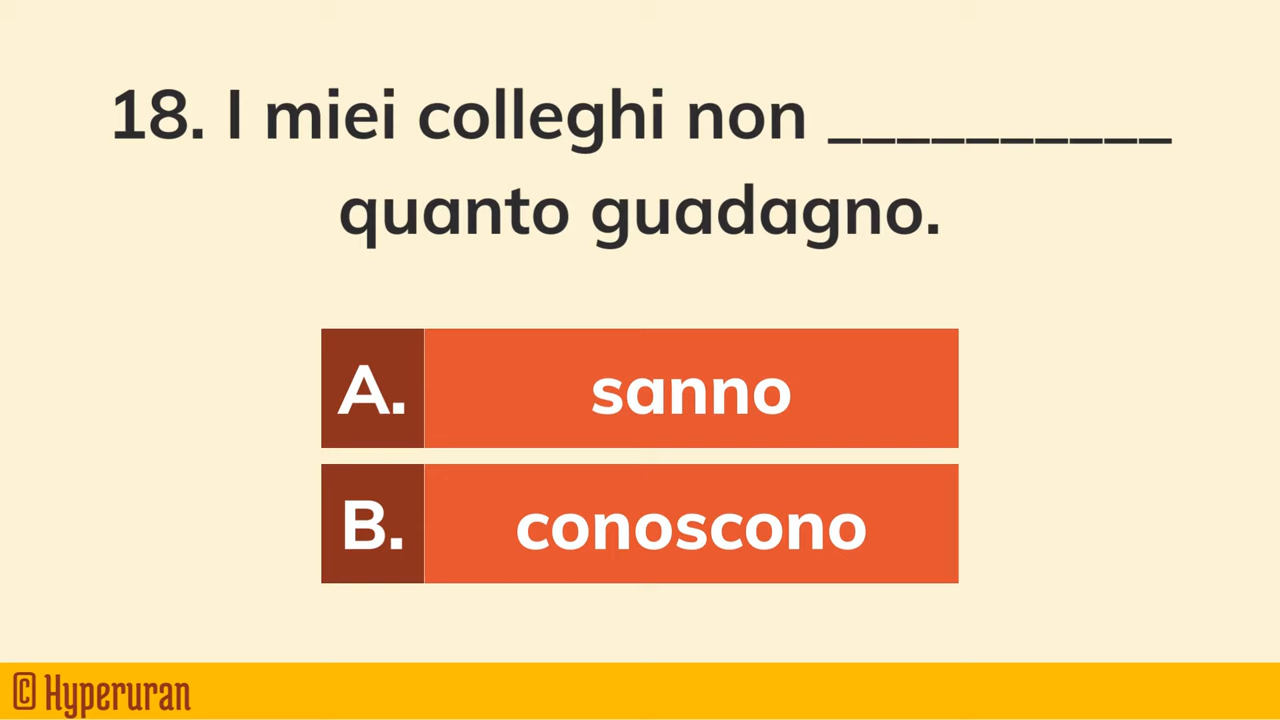 18. I miei colleghi non __________
quanto guadagno.
A. sanno
B. conoscono
© Hyperuran